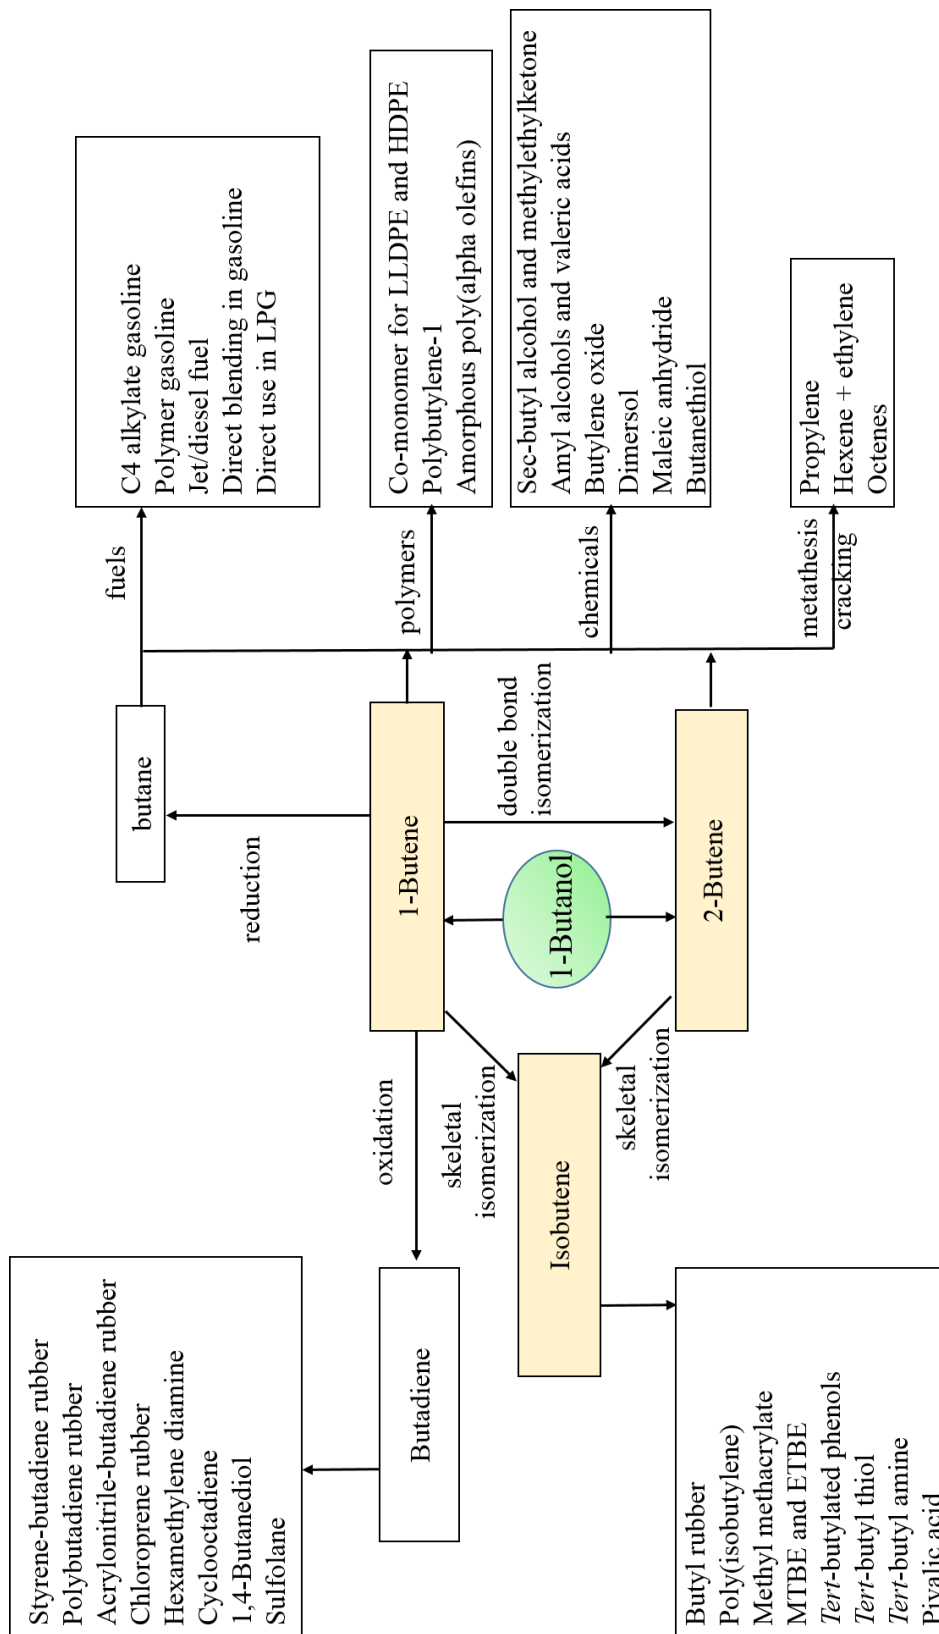 Styrene-butadiene rubber
Polybutadiene rubber
Acrylonitrile-butadiene rubber
Chloroprene rubber
Hexamethylene diamine
Cyclooctadiene
1,4-Butanediol
Sulfolane
Butadiene
oxidation
reduction
butane
fuels
C4 alkylate gasoline
Polymer gasoline
Jet/diesel fuel
Direct blending in gasoline
Direct use in LPG
1-Butene
polymers
Co-monomer for LLDPE and HDPE
Polybutylene-1
Amorphous poly(alpha olefins)
skeletal
isomerization
Isobutene
1-Butanol
double bond
isomerization
chemicals
Sec-butyl alcohol and methylethylketone
Amyl alcohols and valeric acids
Butylene oxide
Dimersol
Maleic anhydride
Butanethiol
skeletal
isomerization
2-Butene
metathesis
cracking
Propylene
Hexene + ethylene
Octenes
Butyl rubber
Poly(isobutylene)
Methyl methacrylate
MTBE and ETBE
Tert-butylated phenols
Tert-butyl thiol
Tert-butyl amine
Pivalic acid